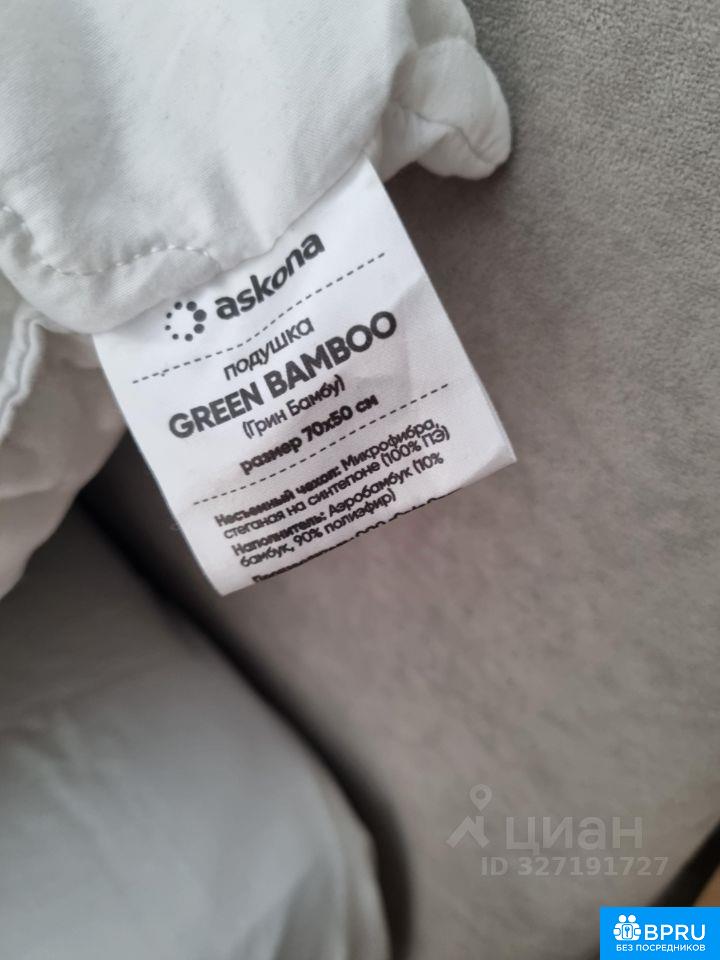 askona
подушка
GREEN BAMBOO
(Грин Бамбу)
размер 70х50 см
Несъемный чехол: Микрофибра,
стеганая на синтепоне (100% ПЭ)
Наполнитель: Аэробамбук (10%
бамбук, 90% полиэфир)
циан
ID 327191727
BPRU
БЕЗ ПОСРЕДНИКОВ